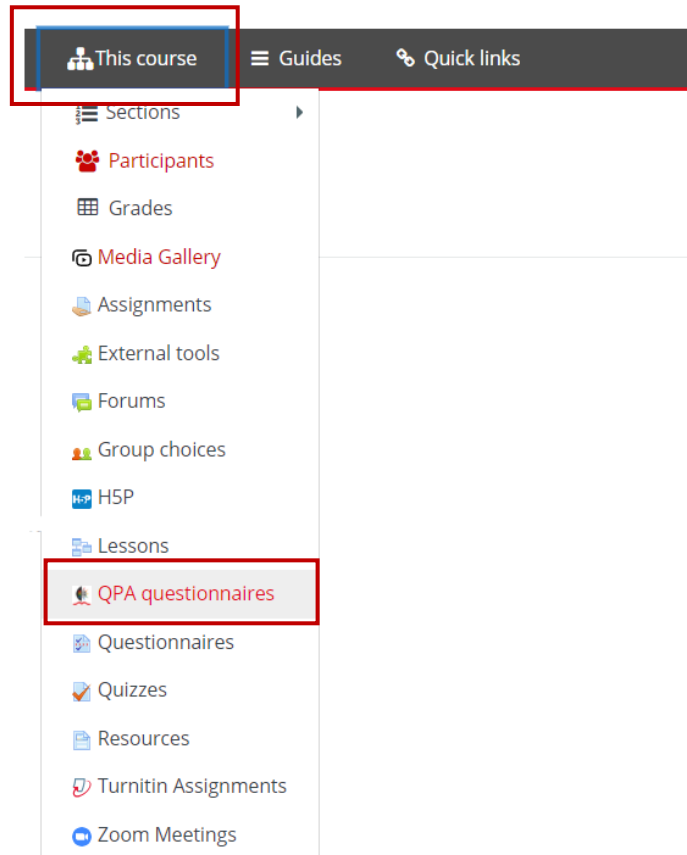 This course Guides Quick links
Sections
Participants
Grades
Media Gallery
Assignments
External tools
Forums
Group choices
H5P H5P
Lessons
QPA questionnaires
Questionnaires
Quizzes
Resources
Turnitin Assignments
Zoom Meetings